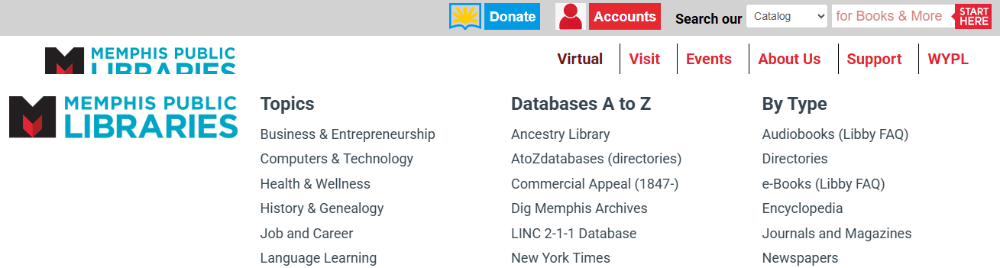 Donate Accounts Search our Catalog for Books & More START HERE
MEMPHIS PUBLIC
LIBRARIES
Virtual Visit Events About Us Support WYPL
MEMPHIS PUBLIC
LIBRARIES
Topics
Business & Entrepreneurship
Computers & Technology
Health & Wellness
History & Genealogy
Job and Career
Language Learning
Databases A to Z
Ancestry Library
AtoZdatabases (directories)
Commercial Appeal (1847-)
Dig Memphis Archives
LINC 2-1-1 Database
New York Times
By Type
Audiobooks (Libby FAQ)
Directories
e-Books (Libby FAQ)
Encyclopedia
Journals and Magazines
Newspapers